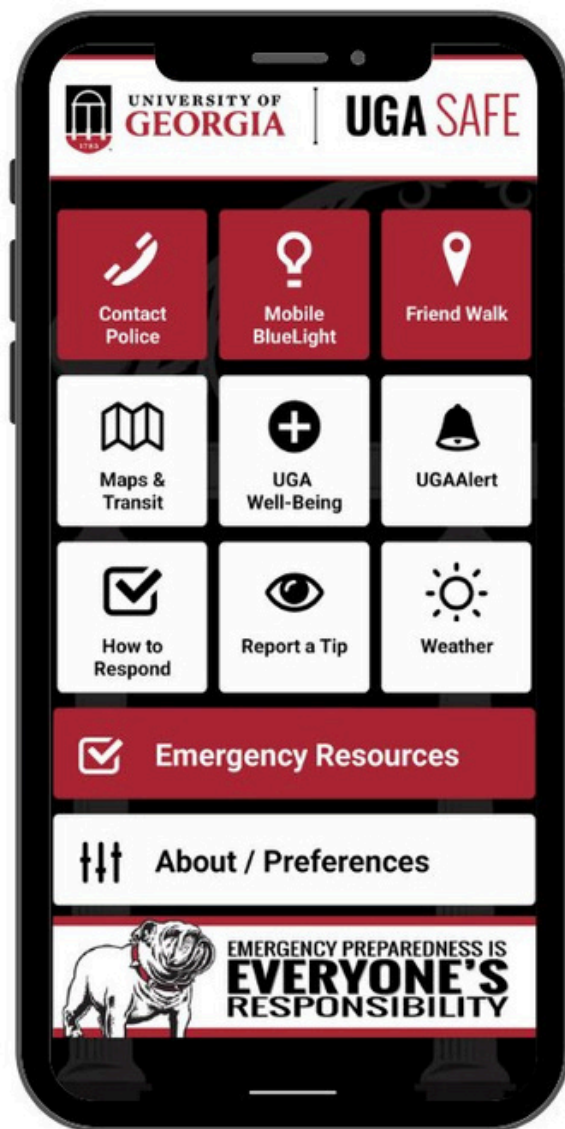 UNIVERSITY OF
GEORGIA
1785
UGA SAFE
Contact
Police
Mobile
BlueLight
Friend Walk
Maps &
Transit
UGA
Well-Being
UGAAlert
How to
Respond
Report a Tip
Weather
Emergency Resources
About / Preferences
EMERGENCY PREPAREDNESS IS
EVERYONE'S
RESPONSIBILITY